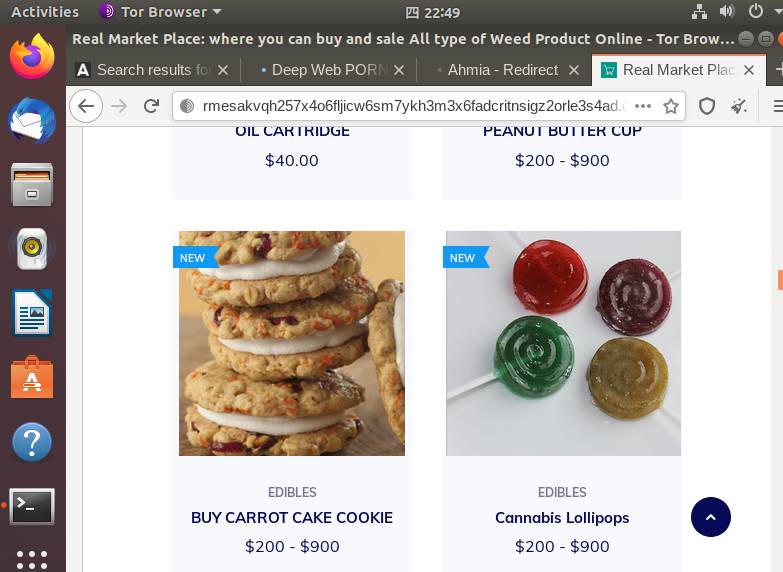 Activities Tor Browser 四 22:49
Real Market Place: where you can buy and sale All type of Weed Product Online - Tor Brow...
Search results fo
Deep Web PORN
Ahmia - Redirect
Real Market Plac
rmesakvqh257x4o6fljicw6sm7ykh3m3x6fadcritnsigz2orle3s4ad.c
OIL CARTRIDGE
$40.00
PEANUT BUTTER CUP
$200 - $900
NEW
EDIBLES
BUY CARROT CAKE COOKIE
$200 - $900
NEW
EDIBLES
Cannabis Lollipops
$200 - $900